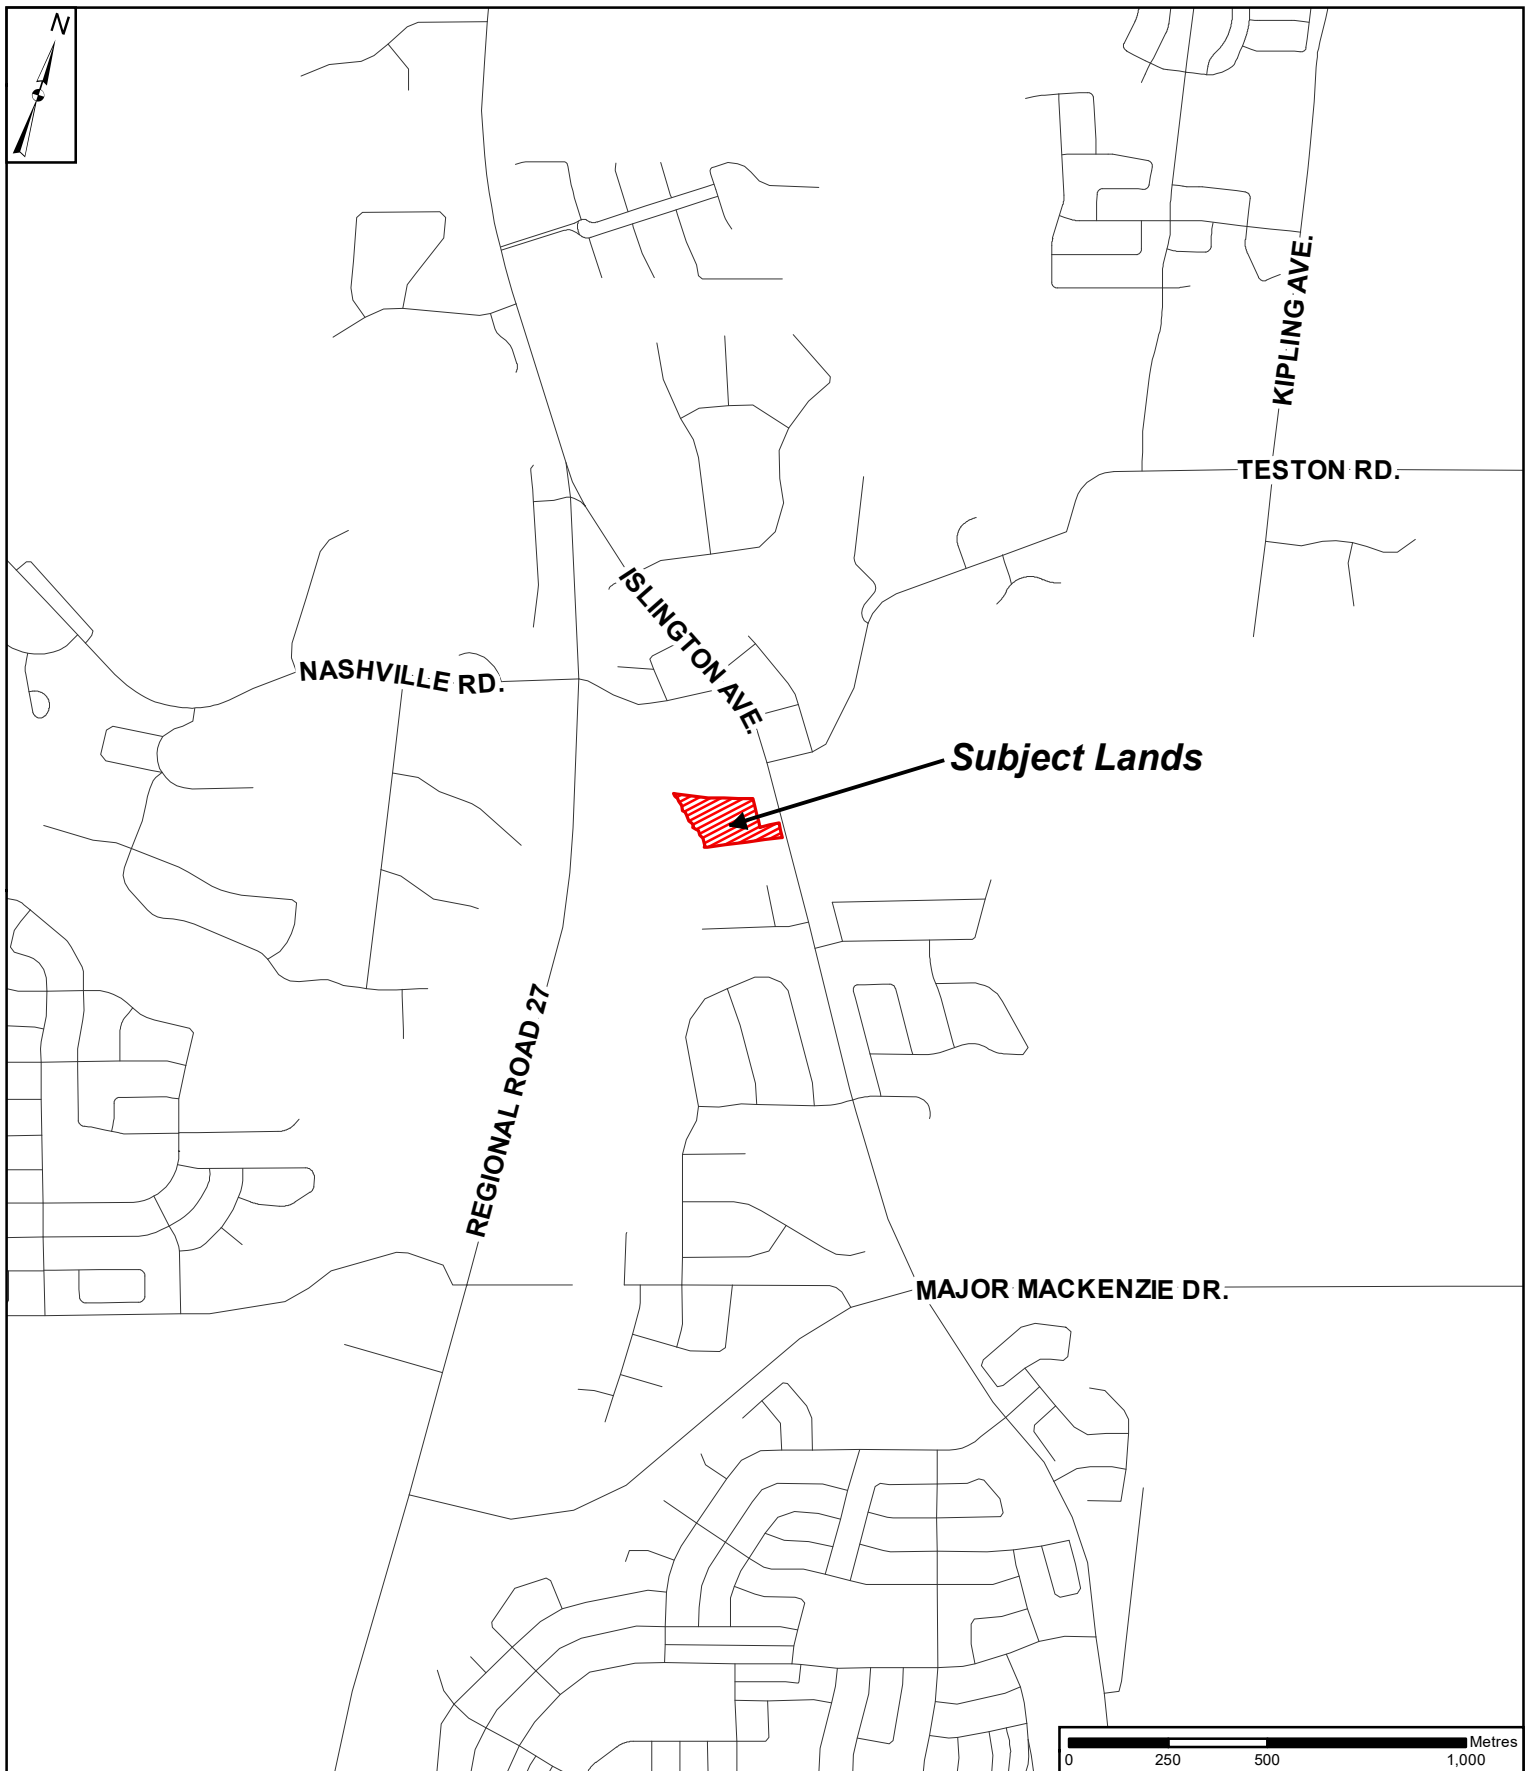 N
KIPLING AVE.
TESTON RD.
ISLINGTON AVE.
NASHVILLE RD.
Subject Lands
REGIONAL ROAD 27
MAJOR MACKENZIE DR.
Metres
0 250 500 1,000